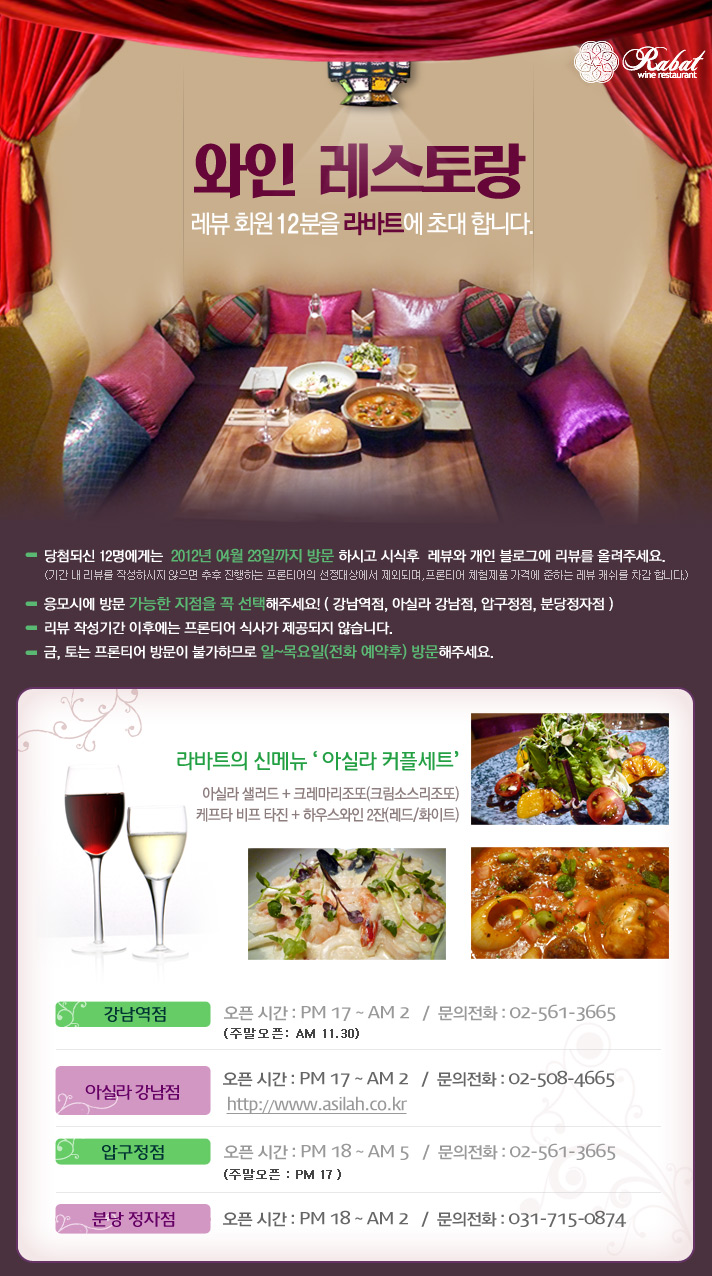 Rabat
wine restaurant
와인 레스토랑
레뷰 회원 12분을 라바트에 초대 합니다.
당첨되신 12명에게는 2012년 04월 23일까지 방문 하시고 시식후 레뷰와 개인 블로그에 리뷰를 올려주세요.
(기간 내 리뷰를 작성하시지 않으면 추후 진행하는 프론티어의 선정대상에서 제외되며, 프론티어 체험제품 가격에 준하는 레뷰 캐쉬를 차감 합니다.)
응모시에 방문 가능한 지점을 꼭 선택해주세요! ( 강남역점, 아실라 강남점, 압구정점, 분당정자점 )
리뷰 작성기간 이후에는 프론티어 식사가 제공되지 않습니다.
금, 토는 프론티어 방문이 불가하므로 일~목요일(전화 예약후) 방문해주세요.
라바트의 신메뉴 ‘ 아실라 커플세트’
아실라 샐러드 + 크레마리조또(크림소스리조또)
케프타 비프 타진 + 하우스와인 2잔(레드/화이트)
강남역점 오픈 시간 : PM 17 ~ AM 2 / 문의전화 : 02-561-3665
(주말오픈: AM 11.30)
아실라 강남점 오픈 시간 : PM 17 ~ AM 2 / 문의전화 : 02-508-4665
http://www.asilah.co.kr
압구정점 오픈 시간 : PM 18 ~ AM 5 / 문의전화 : 02-561-3665
(주말오픈 : PM 17 )
분당 정자점 오픈 시간 : PM 18 ~ AM 2 / 문의전화 : 031-715-0874